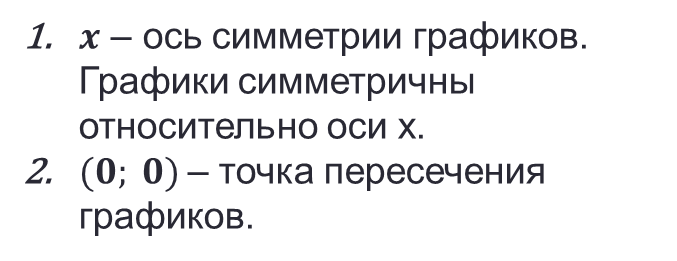 1. x – ось симметрии графиков.
Графики симметричны
относительно оси х.
2. (0; 0) – точка пересечения
графиков.